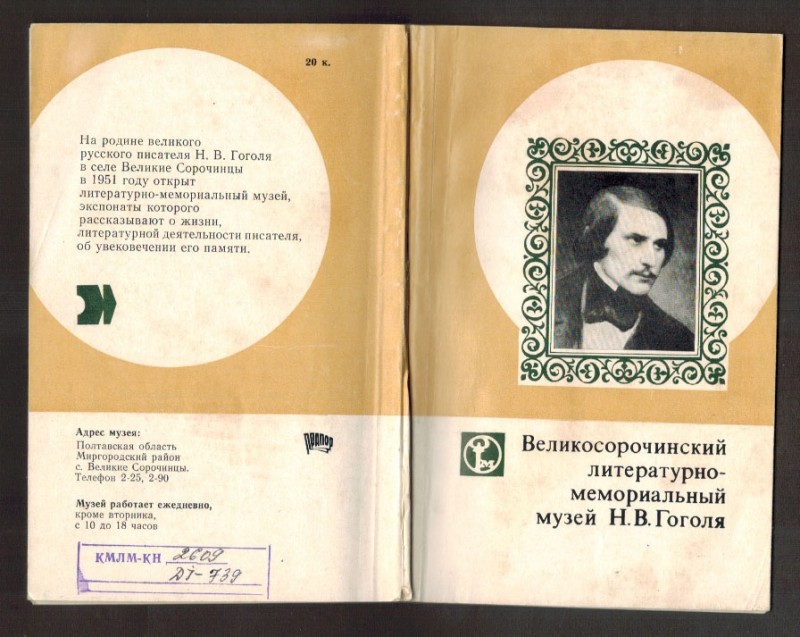 20 к.
На родине великого
русского писателя Н. В. Гоголя
в селе Великие Сорочинцы
в 1951 году открыт
литературно-мемориальный музей,
экспонаты которого
рассказывают о жизни,
литературной деятельности писателя,
об увековечении его памяти.
Адрес музея:
Полтавская область
Миргородский район
с. Великие Сорочинцы.
Телефон 2-25, 2-90
Музей работает ежедневно,
кроме вторника,
с 10 до 18 часов
КМЛМ-КН 2609
ДТ-739
Великосорочинский
литературно-
мемориальный
музей Н.В.Гоголя